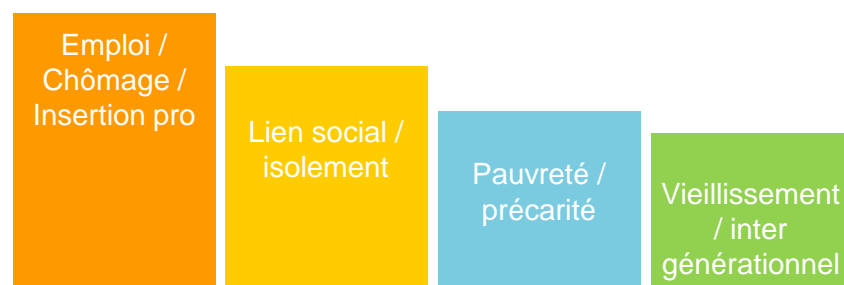 Emploi /
Chômage /
Insertion pro
Lien social /
isolement
Pauvreté /
précarité
Vieillissement
/ inter
générationnel